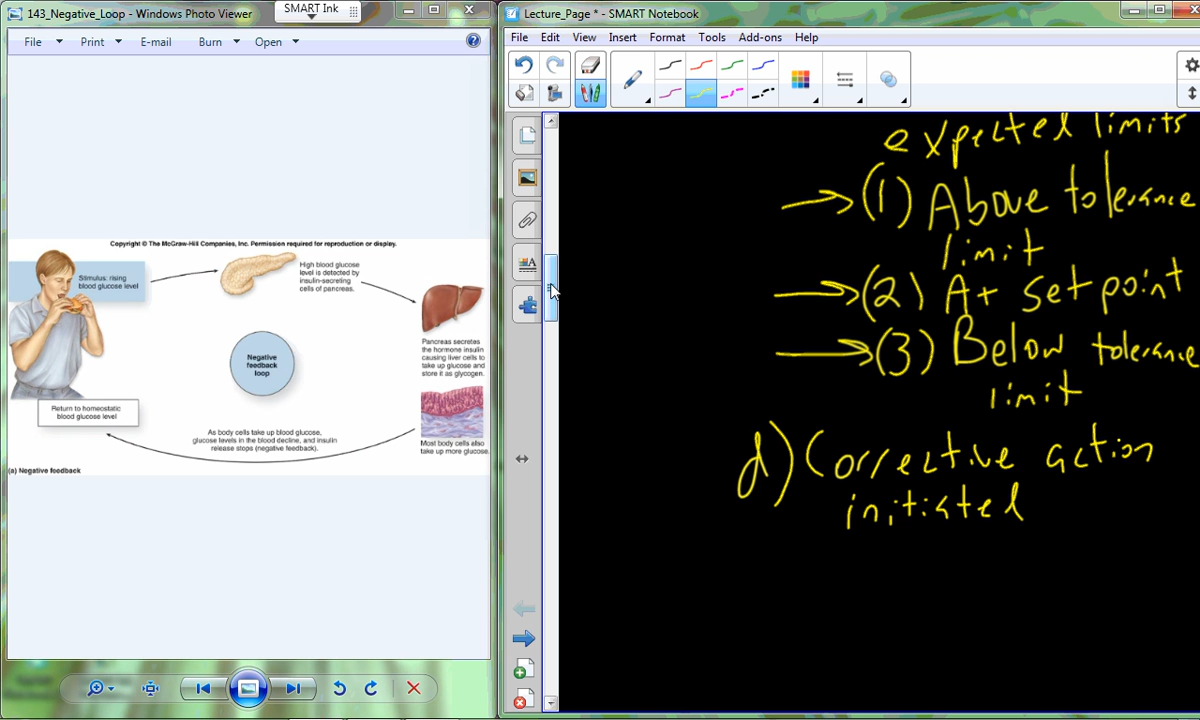 143_Negative_Loop - Windows Photo Viewer
SMART Ink
File Print E-mail Burn Open
Copyright © The McGraw-Hill Companies, Inc. Permission required for reproduction or display.
Stimulus: rising
blood glucose level
High blood glucose
level is detected by
insulin-secreting
cells of pancreas.
Pancreas secretes
the hormone insulin
causing liver cells to
take up glucose and
store it as glycogen.
Negative
feedback
loop
Return to homeostatic
blood glucose level
As body cells take up blood glucose,
glucose levels in the blood decline, and insulin
release stops (negative feedback).
Most body cells also
take up more glucose.
(a) Negative feedback
Lecture_Page * - SMART Notebook
File Edit View Insert Format Tools Add-ons Help
expected limits
(1) Above tolerance
limit
(2) At set point
(3) Below tolerance
limit
d) Corrective action
initiated